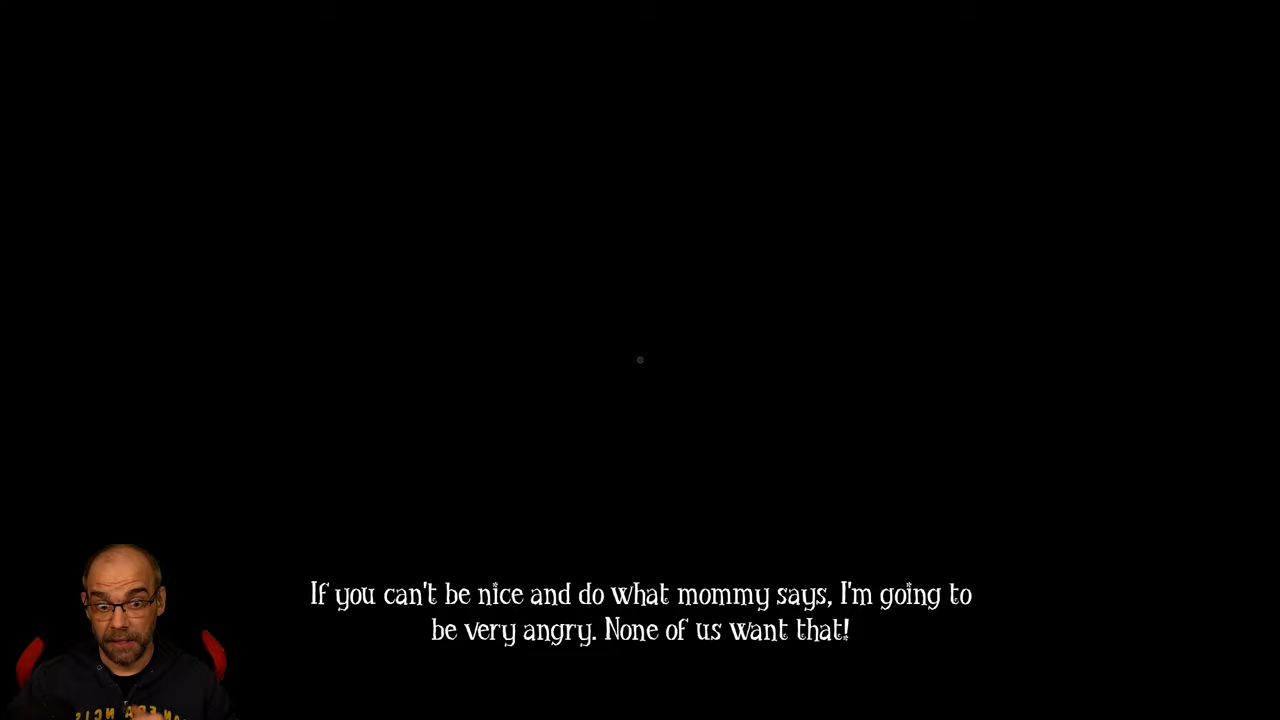 If you can't be nice and do what mommy says, I'm going to
be very angry. None of us want that!